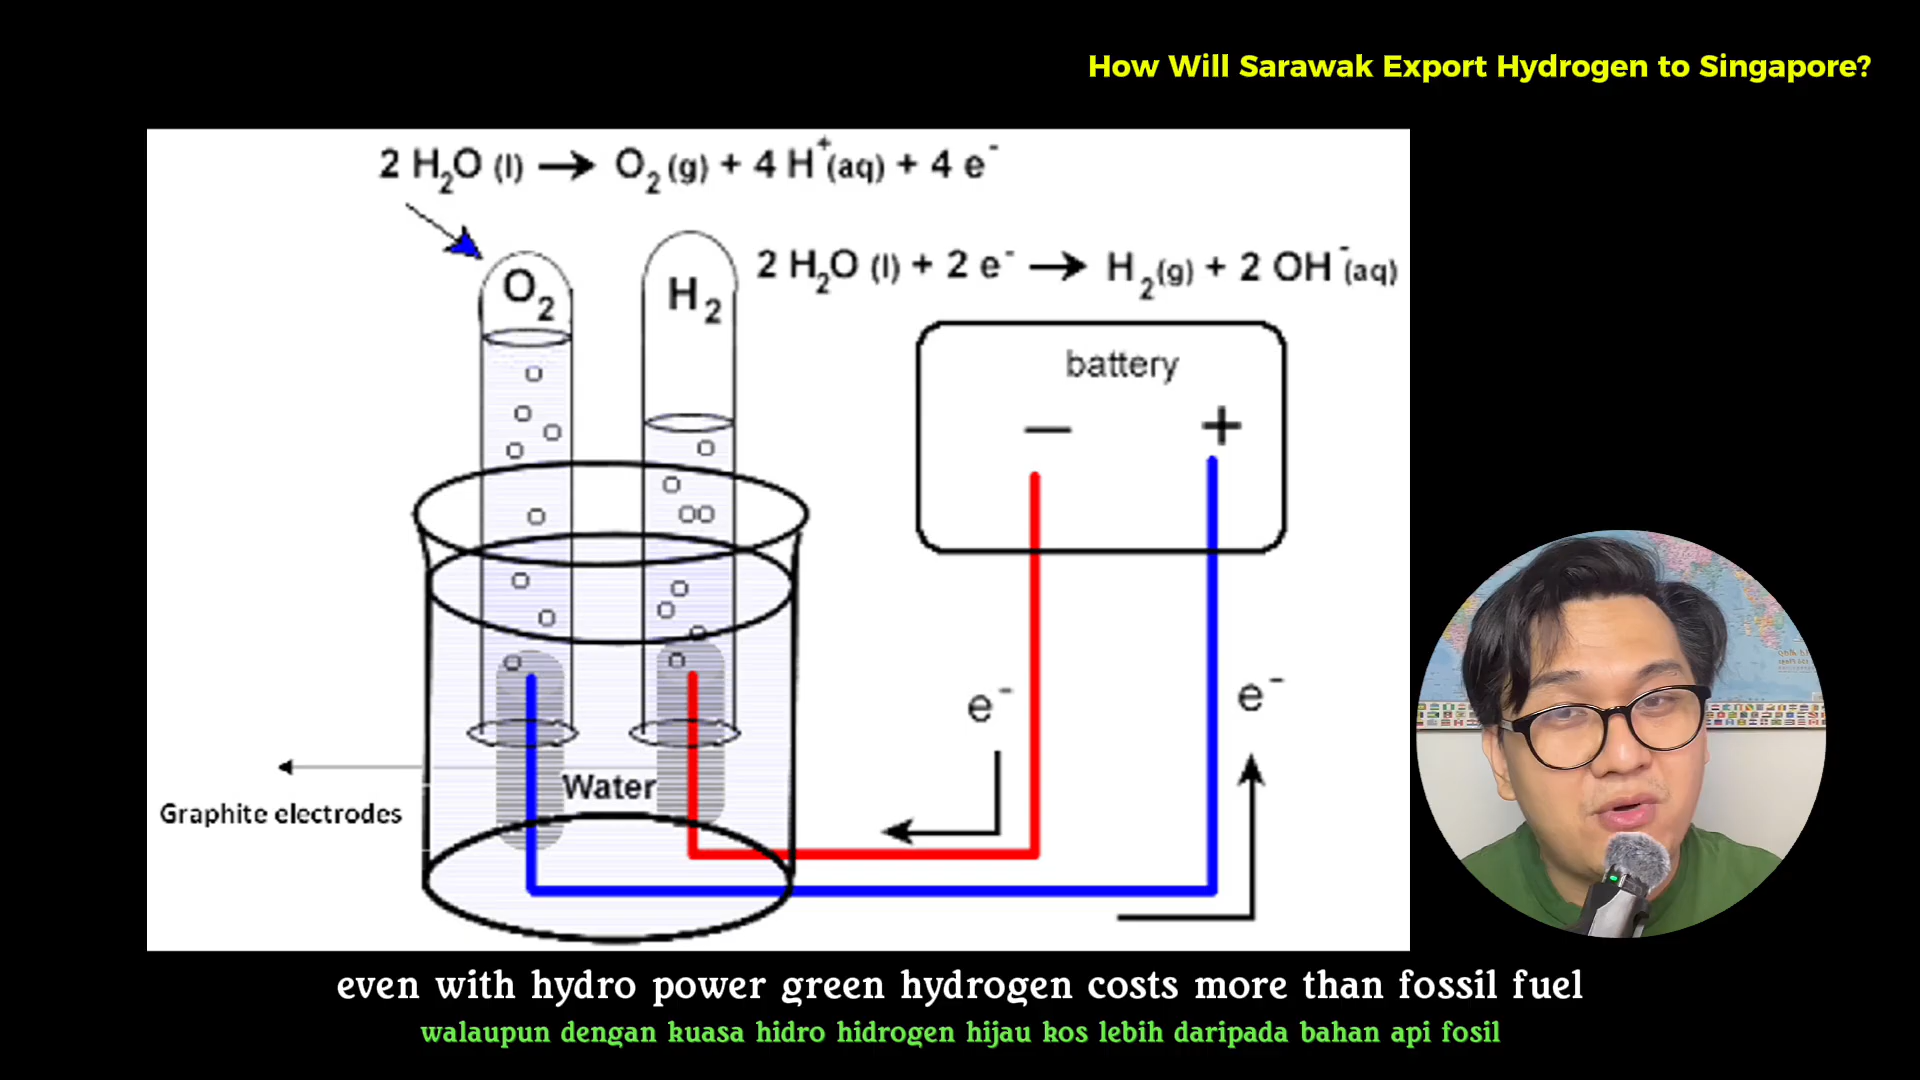 How Will Sarawak Export Hydrogen to Singapore?
2 H₂O (l) → O₂ (g) + 4 H⁺(aq) + 4 e⁻
2 H₂O (l) + 2 e⁻ → H₂(g) + 2 OH⁻(aq)
O₂
H₂
battery
− +
e⁻
e⁻
Water
Graphite electrodes
even with hydro power green hydrogen costs more than fossil fuel
walaupun dengan kuasa hidro hidrogen hijau kos lebih daripada bahan api fosil